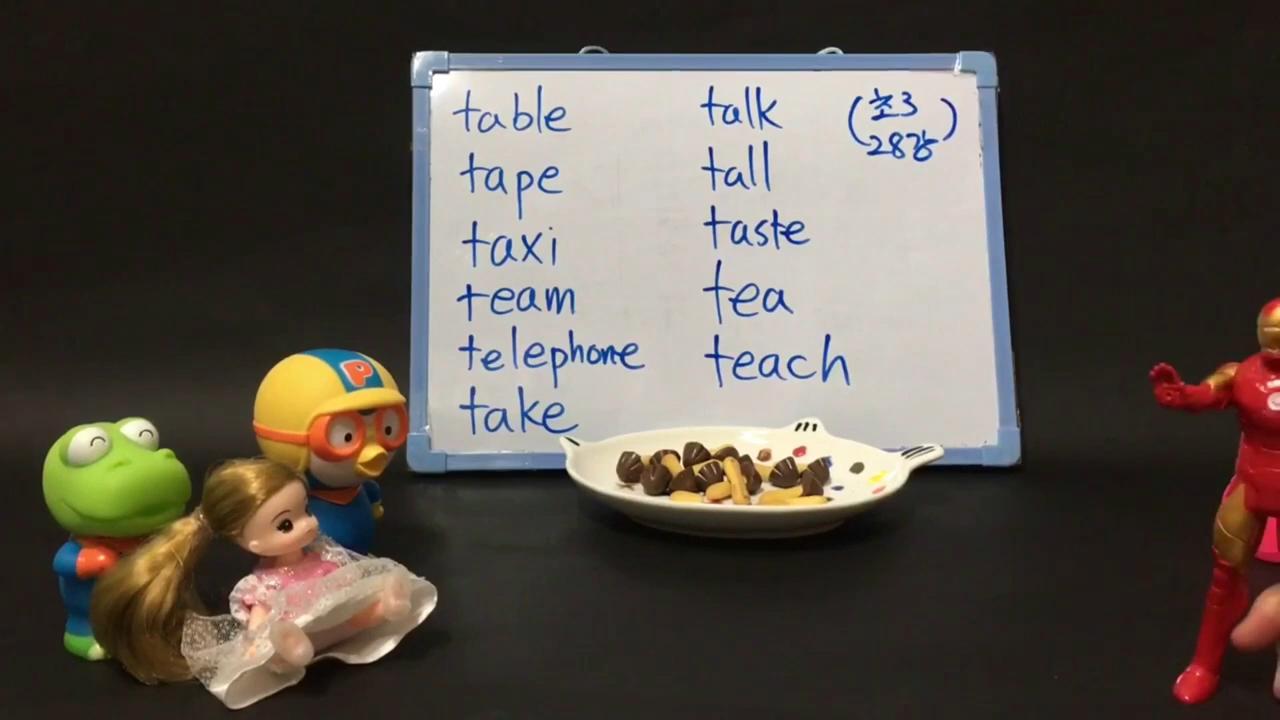 table
tape
taxi
team
telephone
take
talk
tall
taste
tea
teach
(초3
28강)
P